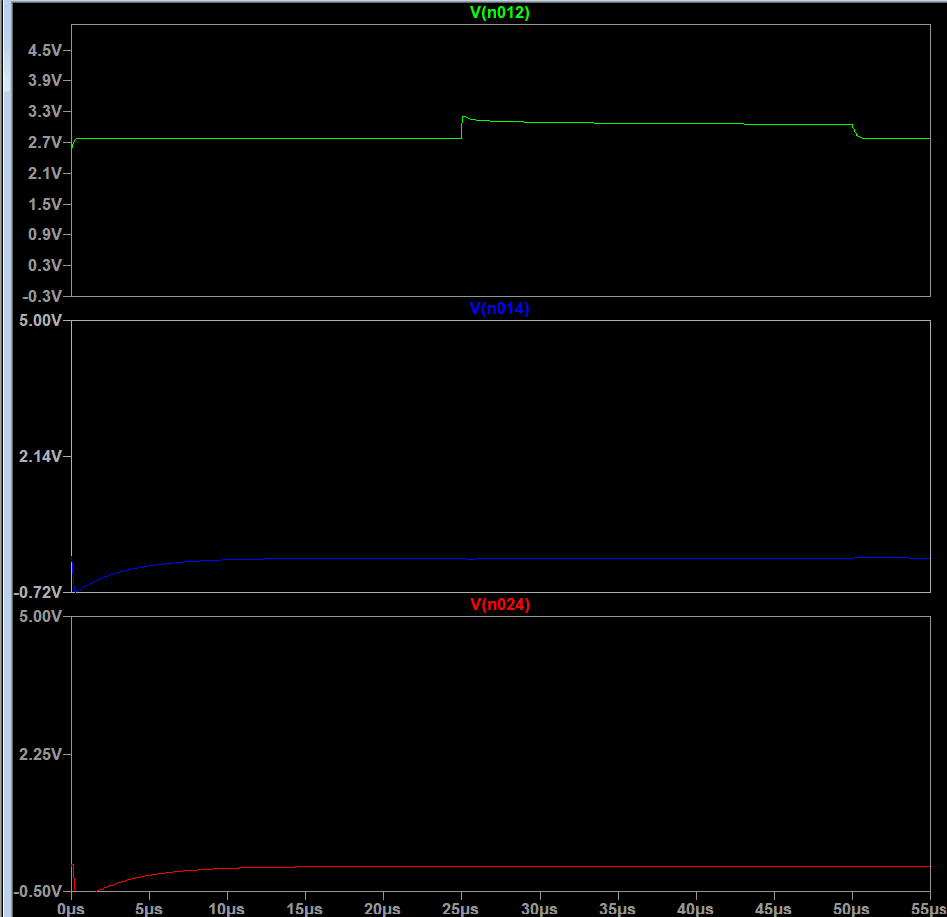 V(n012)
4.5V
3.9V
3.3V
2.7V
2.1V
1.5V
0.9V
0.3V
-0.3V
V(n014)
5.00V
2.14V
-0.72V
V(n024)
5.00V
2.25V
-0.50V
0µs 5µs 10µs 15µs 20µs 25µs 30µs 35µs 40µs 45µs 50µs 55µs